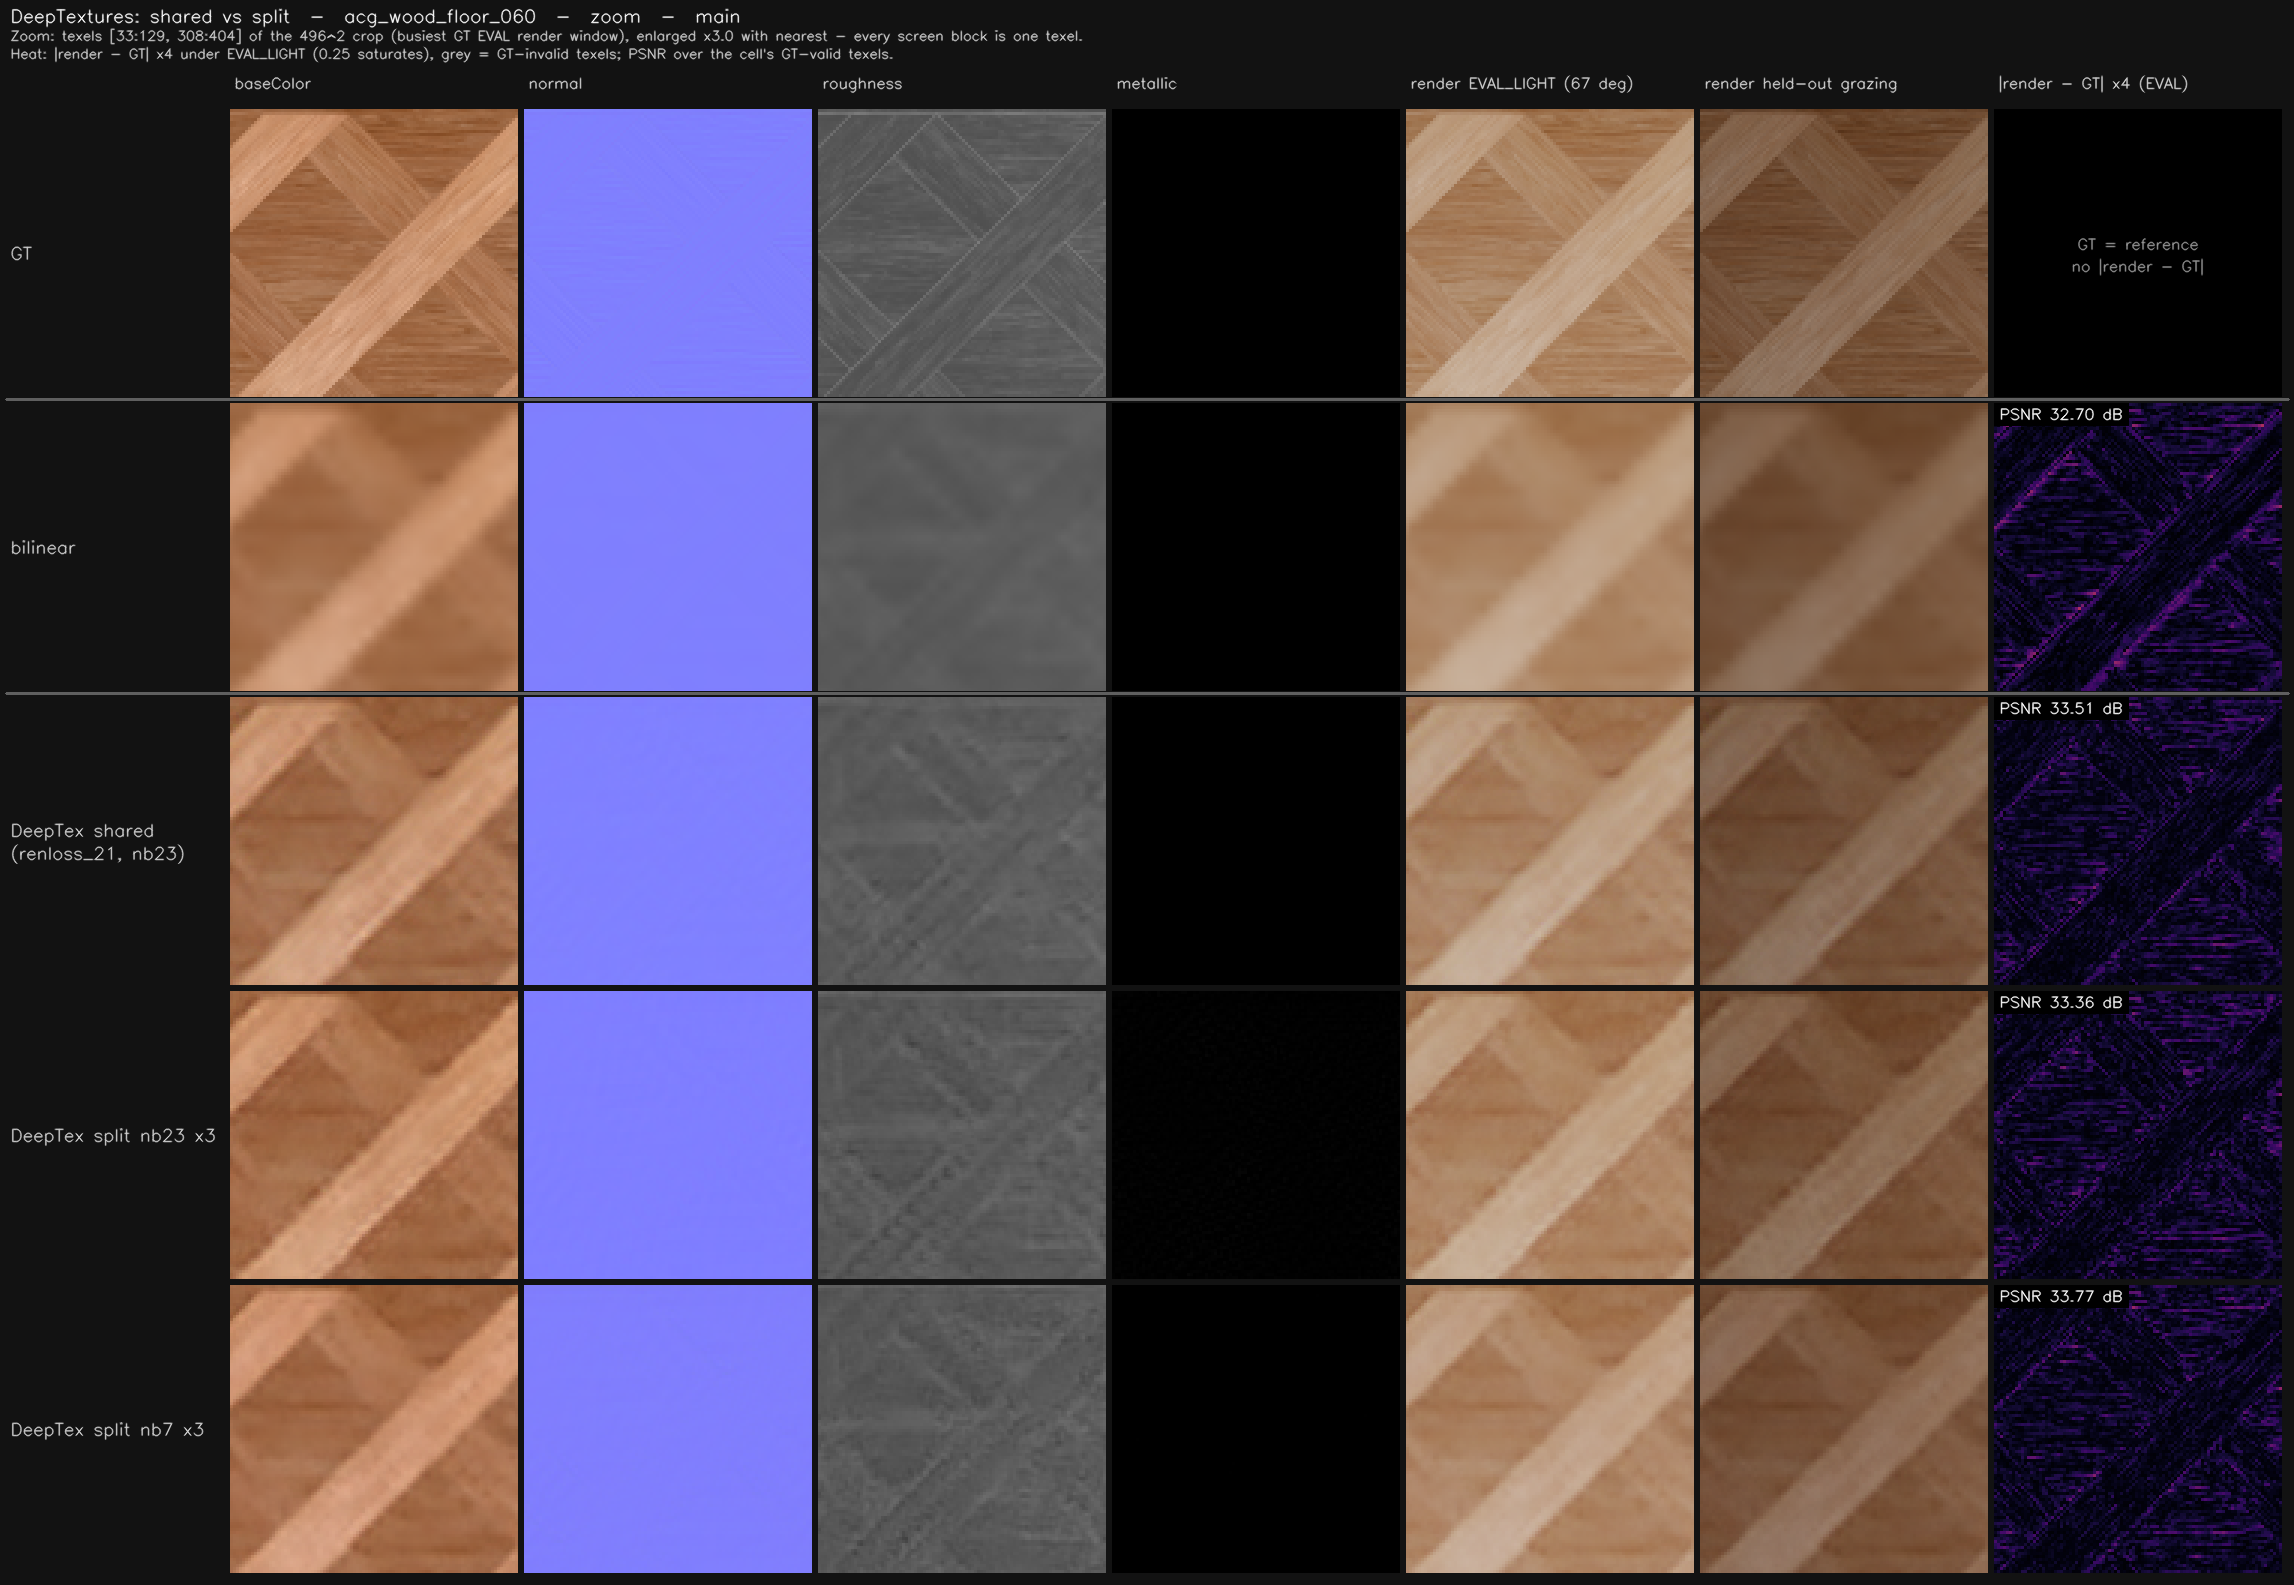 DeepTextures: shared vs split — acg_wood_floor_060 — zoom — main
Zoom: texels [33:129, 308:404] of the 496^2 crop (busiest GT EVAL render window), enlarged x3.0 with nearest — every screen block is one texel.
Heat: |render — GT| x4 under EVAL_LIGHT (0.25 saturates), grey = GT-invalid texels; PSNR over the cell's GT-valid texels.
baseColor normal roughness metallic render EVAL_LIGHT (67 deg) render held-out grazing |render — GT| x4 (EVAL)
GT
GT = reference
no |render — GT|
bilinear
PSNR 32.70 dB
DeepTex shared
(renloss_21, nb23)
PSNR 33.51 dB
DeepTex split nb23 x3
PSNR 33.36 dB
DeepTex split nb7 x3
PSNR 33.77 dB